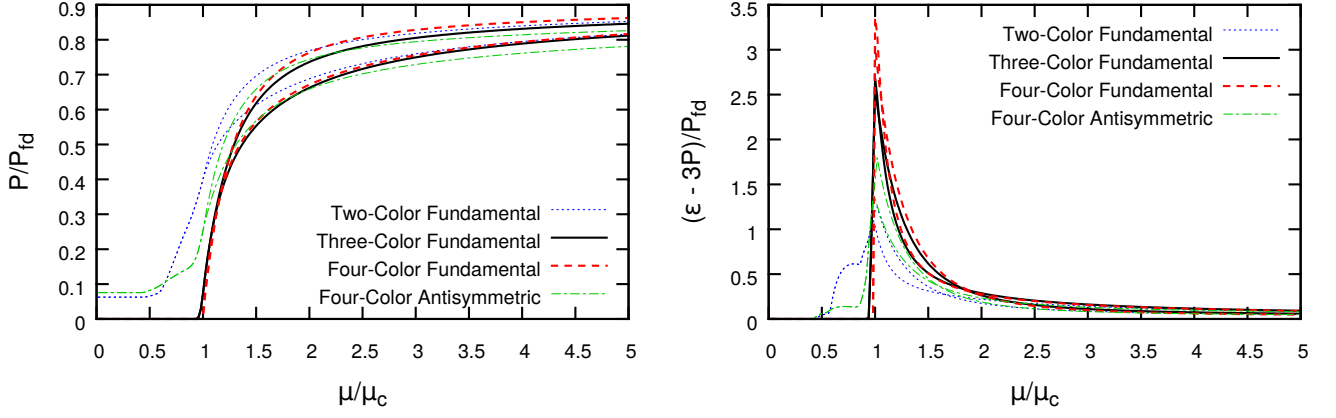 0.9
0.8
0.7
0.6
0.5
0.4
0.3
0.2
0.1
0
P/P_fd
Two-Color Fundamental
Three-Color Fundamental
Four-Color Fundamental
Four-Color Antisymmetric
0 0.5 1 1.5 2 2.5 3 3.5 4 4.5 5
μ/μ_c
3.5
3
2.5
2
1.5
1
0.5
0
(ε - 3P)/P_fd
Two-Color Fundamental
Three-Color Fundamental
Four-Color Fundamental
Four-Color Antisymmetric
0 0.5 1 1.5 2 2.5 3 3.5 4 4.5 5
μ/μ_c